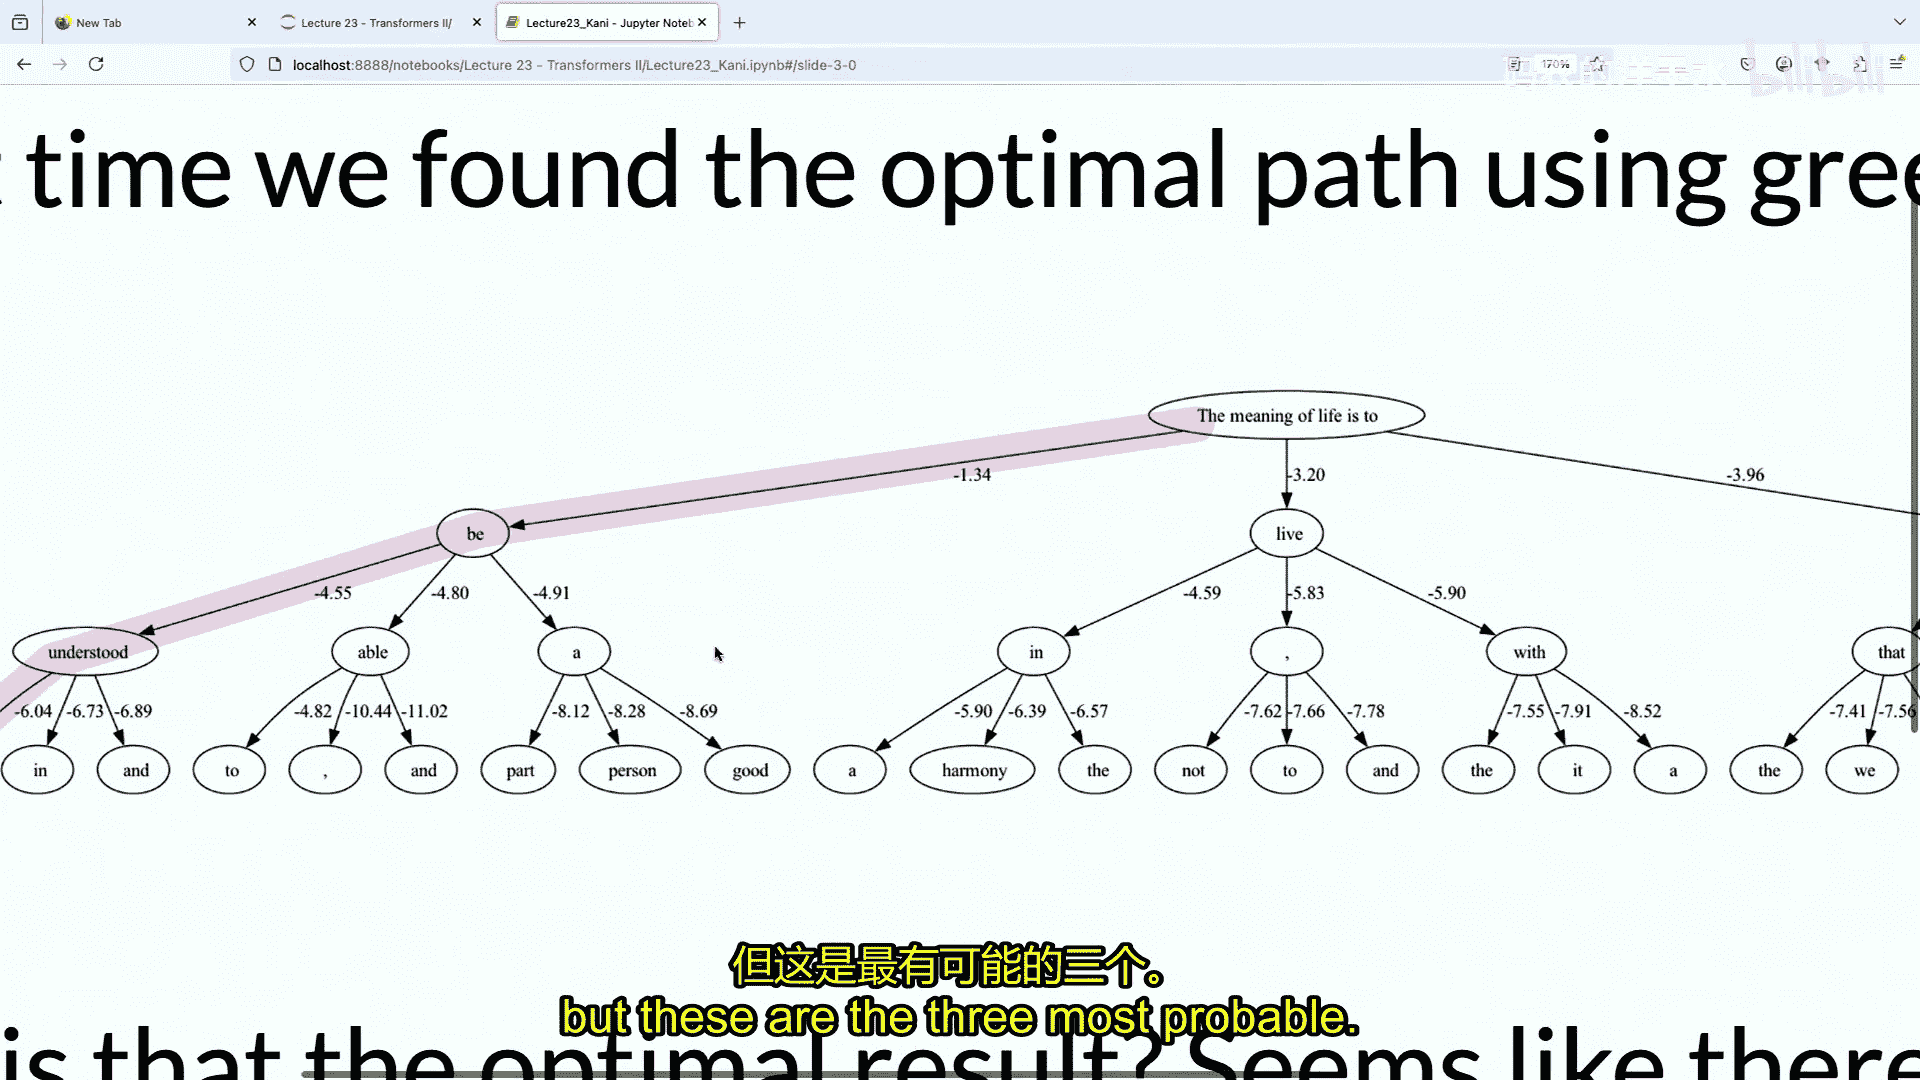 New Tab
Lecture 23 - Transformers II/
Lecture23_Kani - Jupyter Noteb
localhost:8888/notebooks/Lecture 23 - Transformers II/Lecture23_Kani.ipynb#/slide-3-0
170%
bilibili
time we found the optimal path using gree
The meaning of life is to
-1.34 -3.20 -3.96
be live
-4.55 -4.80 -4.91 -4.59 -5.83 -5.90
understood able a in , with that
-6.04 -6.73 -6.89 -4.82 -10.44 -11.02 -8.12 -8.28 -8.69 -5.90 -6.39 -6.57 -7.62 -7.66 -7.78 -7.55 -7.91 -8.52 -7.41 -7.56
in and to , and part person good a harmony the not to and the it a the we
但这是最有可能的三个。
but these are the three most probable.
is that the optimal result? Seems like there